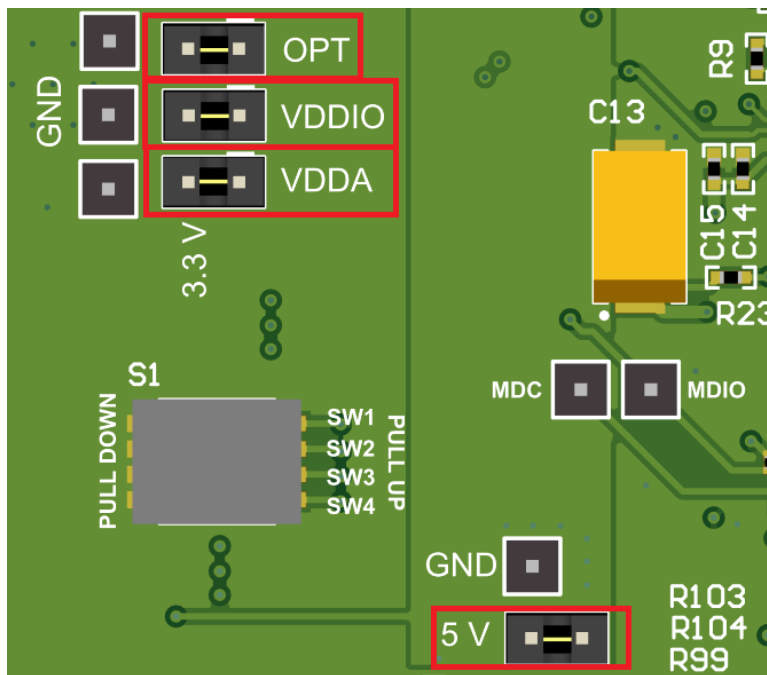 OPT
R9
GND
VDDIO
C13
VDDA
3.3 V
C15
C14
R23
S1
MDC
MDIO
PULL DOWN
SW1
SW2
SW3
SW4
PULL UP
GND
5 V
R103
R104
R99